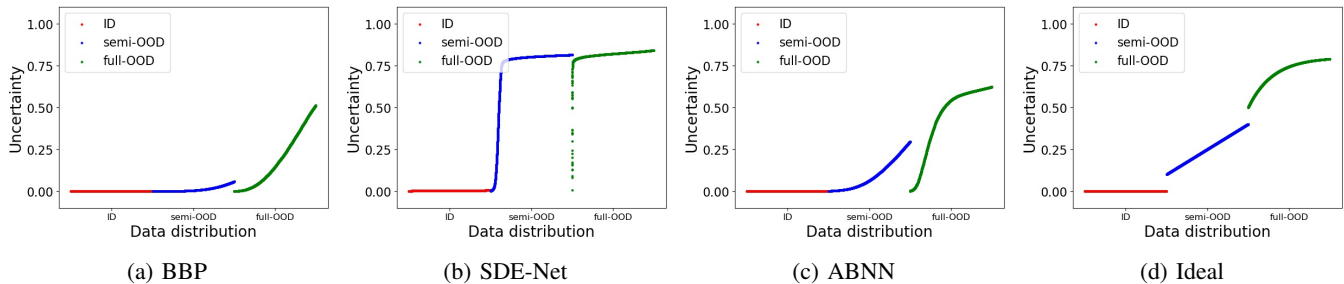 1.00
0.75
0.50
0.25
0.00
Uncertainty
ID
semi-OOD
full-OOD
ID semi-OOD full-OOD
Data distribution
(a) BBP
1.00
0.75
0.50
0.25
0.00
Uncertainty
ID
semi-OOD
full-OOD
ID semi-OOD full-OOD
Data distribution
(b) SDE-Net
1.00
0.75
0.50
0.25
0.00
Uncertainty
ID
semi-OOD
full-OOD
ID semi-OOD full-OOD
Data distribution
(c) ABNN
1.00
0.75
0.50
0.25
0.00
Uncertainty
ID
semi-OOD
full-OOD
ID semi-OOD full-OOD
Data distribution
(d) Ideal